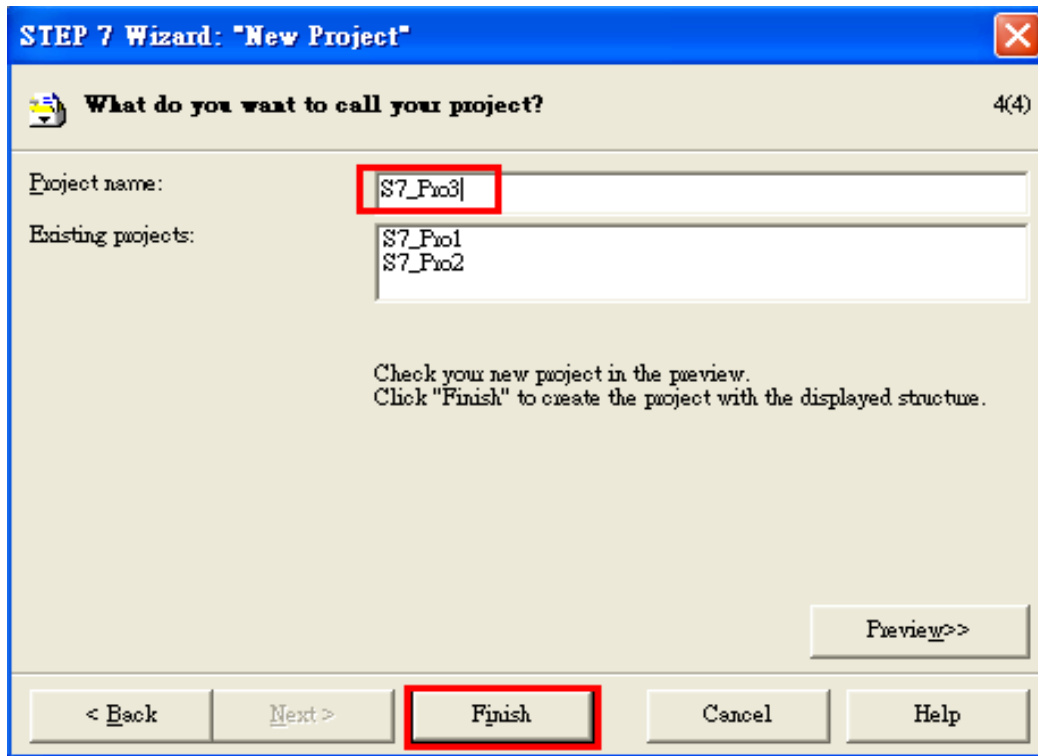 STEP 7 Wizard: "New Project"
What do you want to call your project?
4(4)
Project name:
S7_Pro3
Existing projects:
S7_Pro1
S7_Pro2
Check your new project in the preview.
Click "Finish" to create the project with the displayed structure.
Preview>>
< Back
Next >
Finish
Cancel
Help